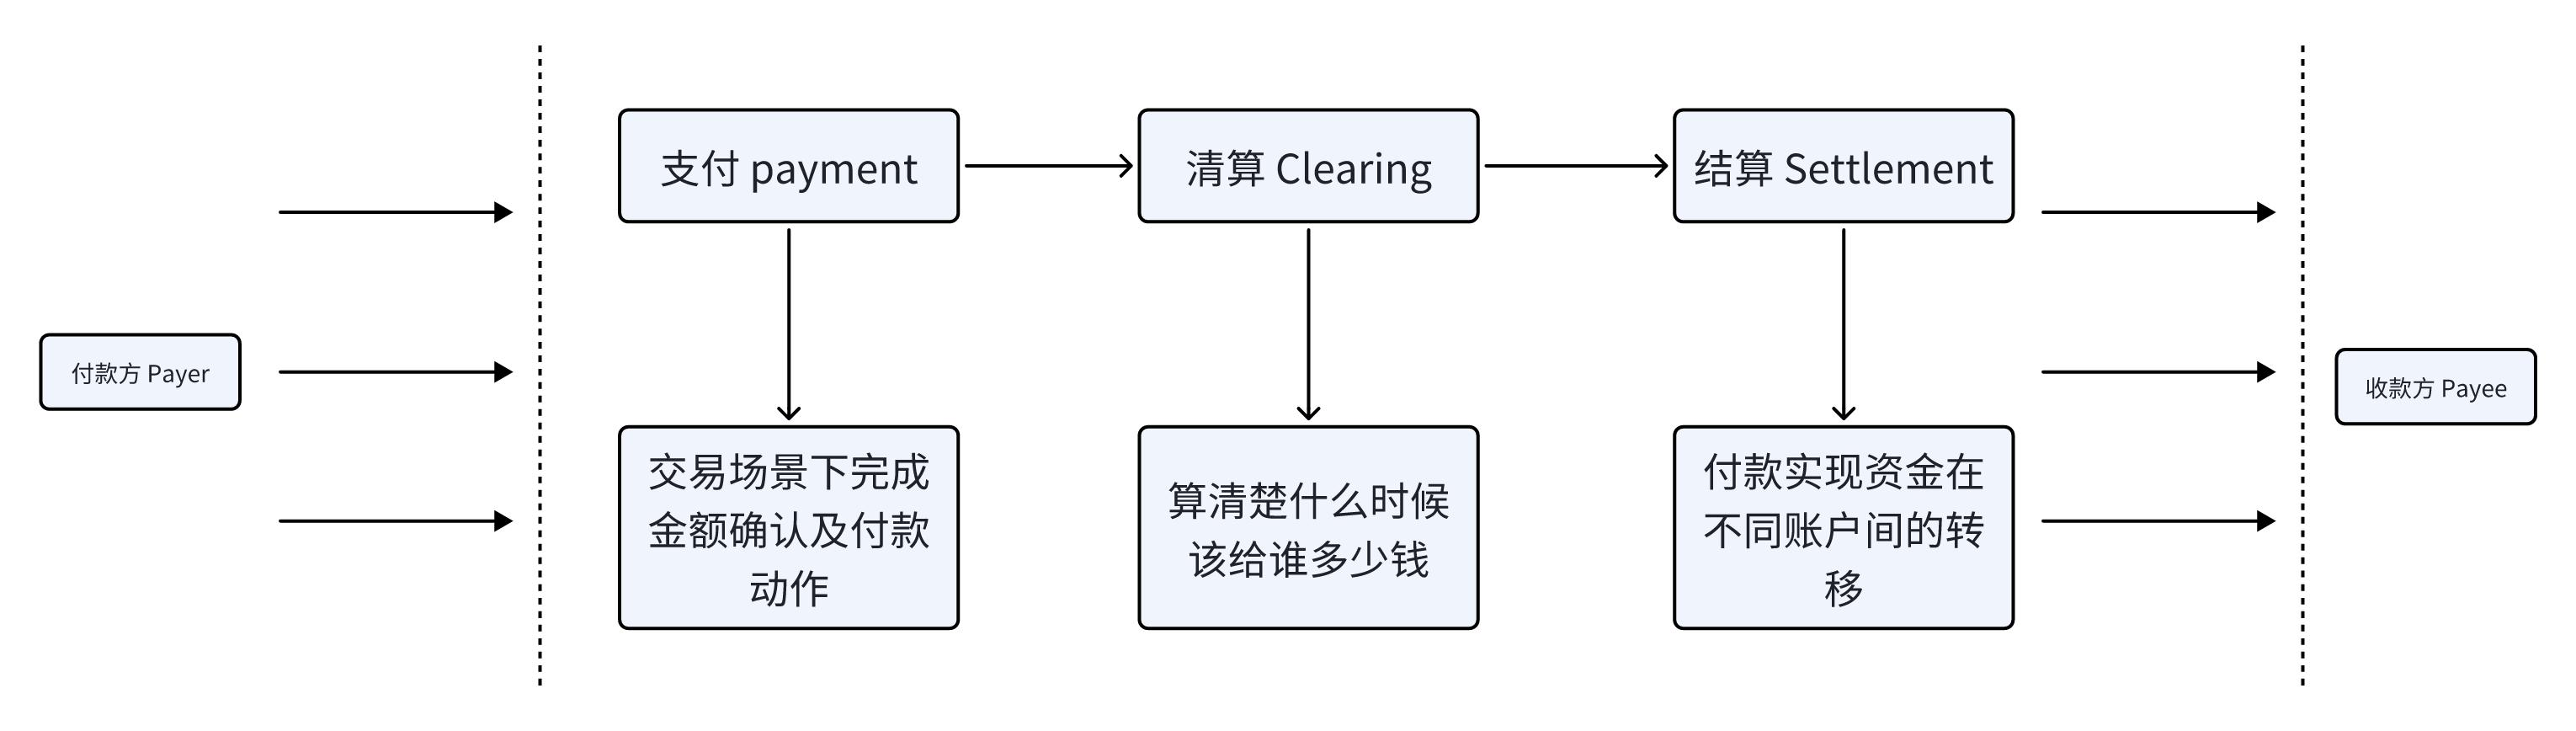 支付 payment
清算 Clearing
结算 Settlement
付款方 Payer
收款方 Payee
交易场景下完成
金额确认及付款
动作
算清楚什么时候
该给谁多少钱
付款实现资金在
不同账户间的转
移